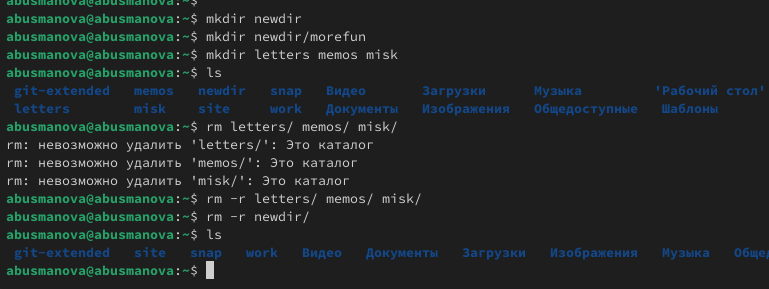 abusmanova@abusmanova:~$
abusmanova@abusmanova:~$ mkdir newdir
abusmanova@abusmanova:~$ mkdir newdir/morefun
abusmanova@abusmanova:~$ mkdir letters memos misk
abusmanova@abusmanova:~$ ls
git-extended memos newdir snap Видео Загрузки Музыка 'Рабочий стол'
letters misk site work Документы Изображения Общедоступные Шаблоны
abusmanova@abusmanova:~$ rm letters/ memos/ misk/
rm: невозможно удалить 'letters/': Это каталог
rm: невозможно удалить 'memos/': Это каталог
rm: невозможно удалить 'misk/': Это каталог
abusmanova@abusmanova:~$ rm -r letters/ memos/ misk/
abusmanova@abusmanova:~$ rm -r newdir/
abusmanova@abusmanova:~$ ls
git-extended site snap work Видео Документы Загрузки Изображения Музыка Общед
abusmanova@abusmanova:~$